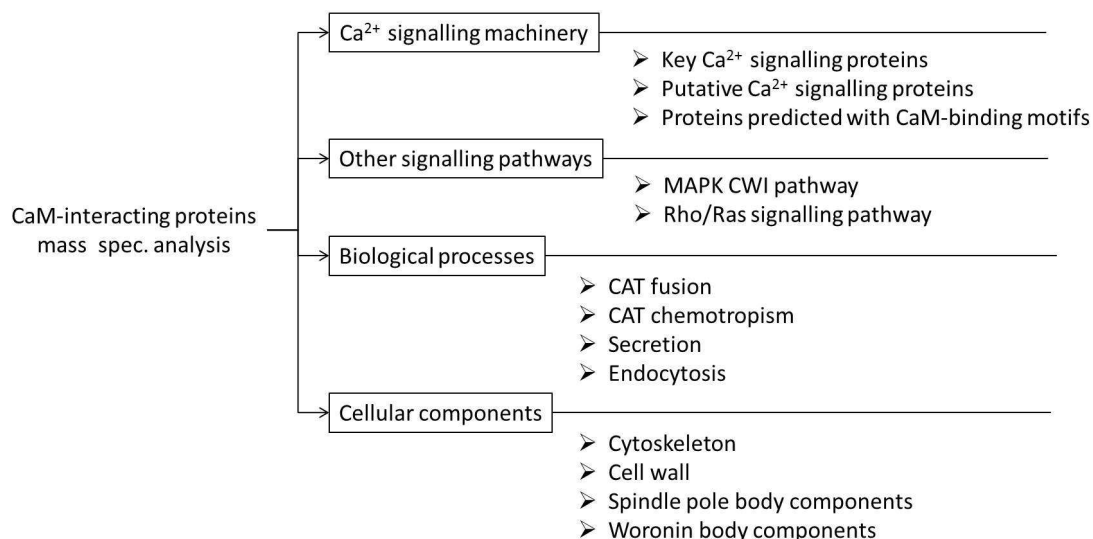 CaM-interacting proteins
mass spec. analysis
Ca²⁺ signalling machinery
Key Ca²⁺ signalling proteins
Putative Ca²⁺ signalling proteins
Proteins predicted with CaM-binding motifs
Other signalling pathways
MAPK CWI pathway
Rho/Ras signalling pathway
Biological processes
CAT fusion
CAT chemotropism
Secretion
Endocytosis
Cellular components
Cytoskeleton
Cell wall
Spindle pole body components
Woronin body components